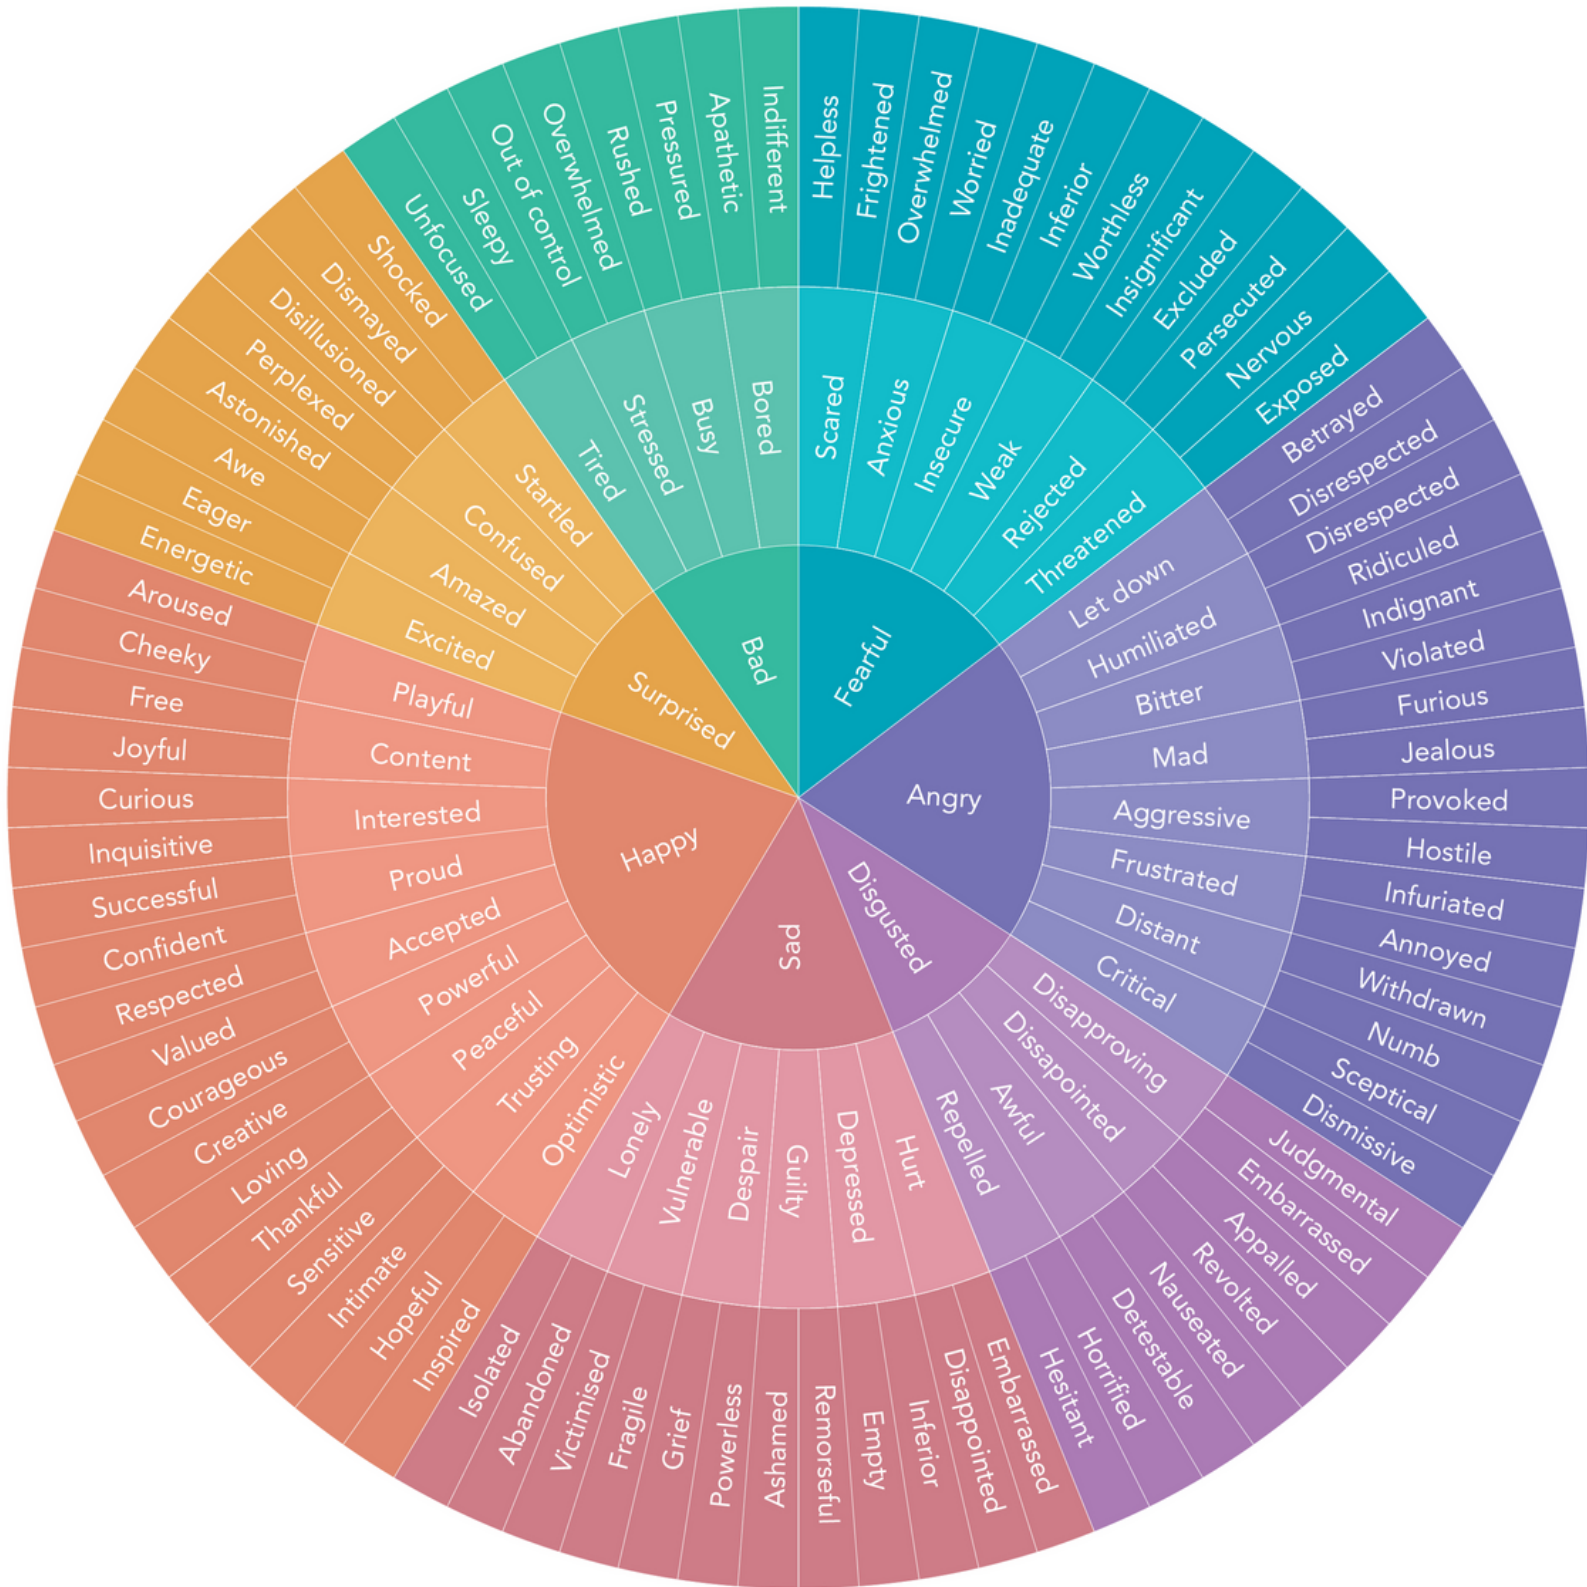 Fearful
Angry
Disgusted
Sad
Happy
Surprised
Bad
Scared
Anxious
Insecure
Weak
Rejected
Threatened
Let down
Humiliated
Bitter
Mad
Aggressive
Frustrated
Distant
Critical
Disapproving
Dissapointed
Awful
Repelled
Hurt
Depressed
Guilty
Despair
Vulnerable
Lonely
Optimistic
Trusting
Peaceful
Powerful
Accepted
Proud
Interested
Content
Playful
Excited
Amazed
Confused
Startled
Tired
Stressed
Busy
Bored
Helpless
Frightened
Overwhelmed
Worried
Inadequate
Inferior
Worthless
Insignificant
Excluded
Persecuted
Nervous
Exposed
Betrayed
Disrespected
Disrespected
Ridiculed
Indignant
Violated
Furious
Jealous
Provoked
Hostile
Infuriated
Annoyed
Withdrawn
Numb
Sceptical
Dismissive
Judgmental
Embarrassed
Appalled
Revolted
Nauseated
Detestable
Horrified
Hesitant
Embarrassed
Disappointed
Inferior
Empty
Remorseful
Ashamed
Powerless
Grief
Fragile
Victimised
Abandoned
Isolated
Inspired
Hopeful
Intimate
Sensitive
Thankful
Loving
Creative
Courageous
Valued
Respected
Confident
Successful
Inquisitive
Curious
Joyful
Free
Cheeky
Aroused
Energetic
Eager
Awe
Astonished
Perplexed
Disillusioned
Dismayed
Shocked
Unfocused
Sleepy
Out of control
Overwhelmed
Rushed
Pressured
Apathetic
Indifferent